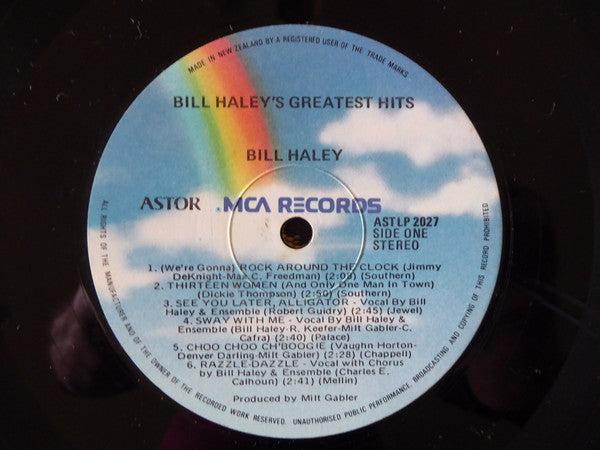 MADE IN NEW ZEALAND BY A REGISTERED USER OF THE TRADE MARKS
BILL HALEY'S GREATEST HITS
BILL HALEY
ASTOR .MCA RECORDS
ASTLP 2027
SIDE ONE
STEREO
1. (We're Gonna) ROCK AROUND THE CLOCK (Jimmy
DeKnight-Max C. Freedman) (2:08) (Southern)
2. THIRTEEN WOMEN (And Only One Man In Town)
(Dickie Thompson) (2:50) (Southern)
3. SEE YOU LATER, ALLIGATOR - Vocal By Bill
Haley & Ensemble (Robert Guidry) (2:45) (Jewel)
4. SWAY WITH ME - Vocal By Bill Haley &
Ensemble (Bill Haley-R. Keefer-Milt Gabler-C.
Cafra) (2:40) (Palace)
5. CHOO CHOO CH'BOOGIE (Vaughn Horton-
Denver Darling-Milt Gabler) (2:28) (Chappell)
6. RAZZLE-DAZZLE - Vocal with Chorus
by Bill Haley & Ensemble (Charles E.
Calhoun) (2:41) (Mellin)
Produced by Milt Gabler
ALL RIGHTS OF THE MANUFACTURER AND OF THE OWNER OF THE RECORDED WORK RESERVED. UNAUTHORISED PUBLIC PERFORMANCE, BROADCASTING AND COPYING OF THIS RECORD PROHIBITED